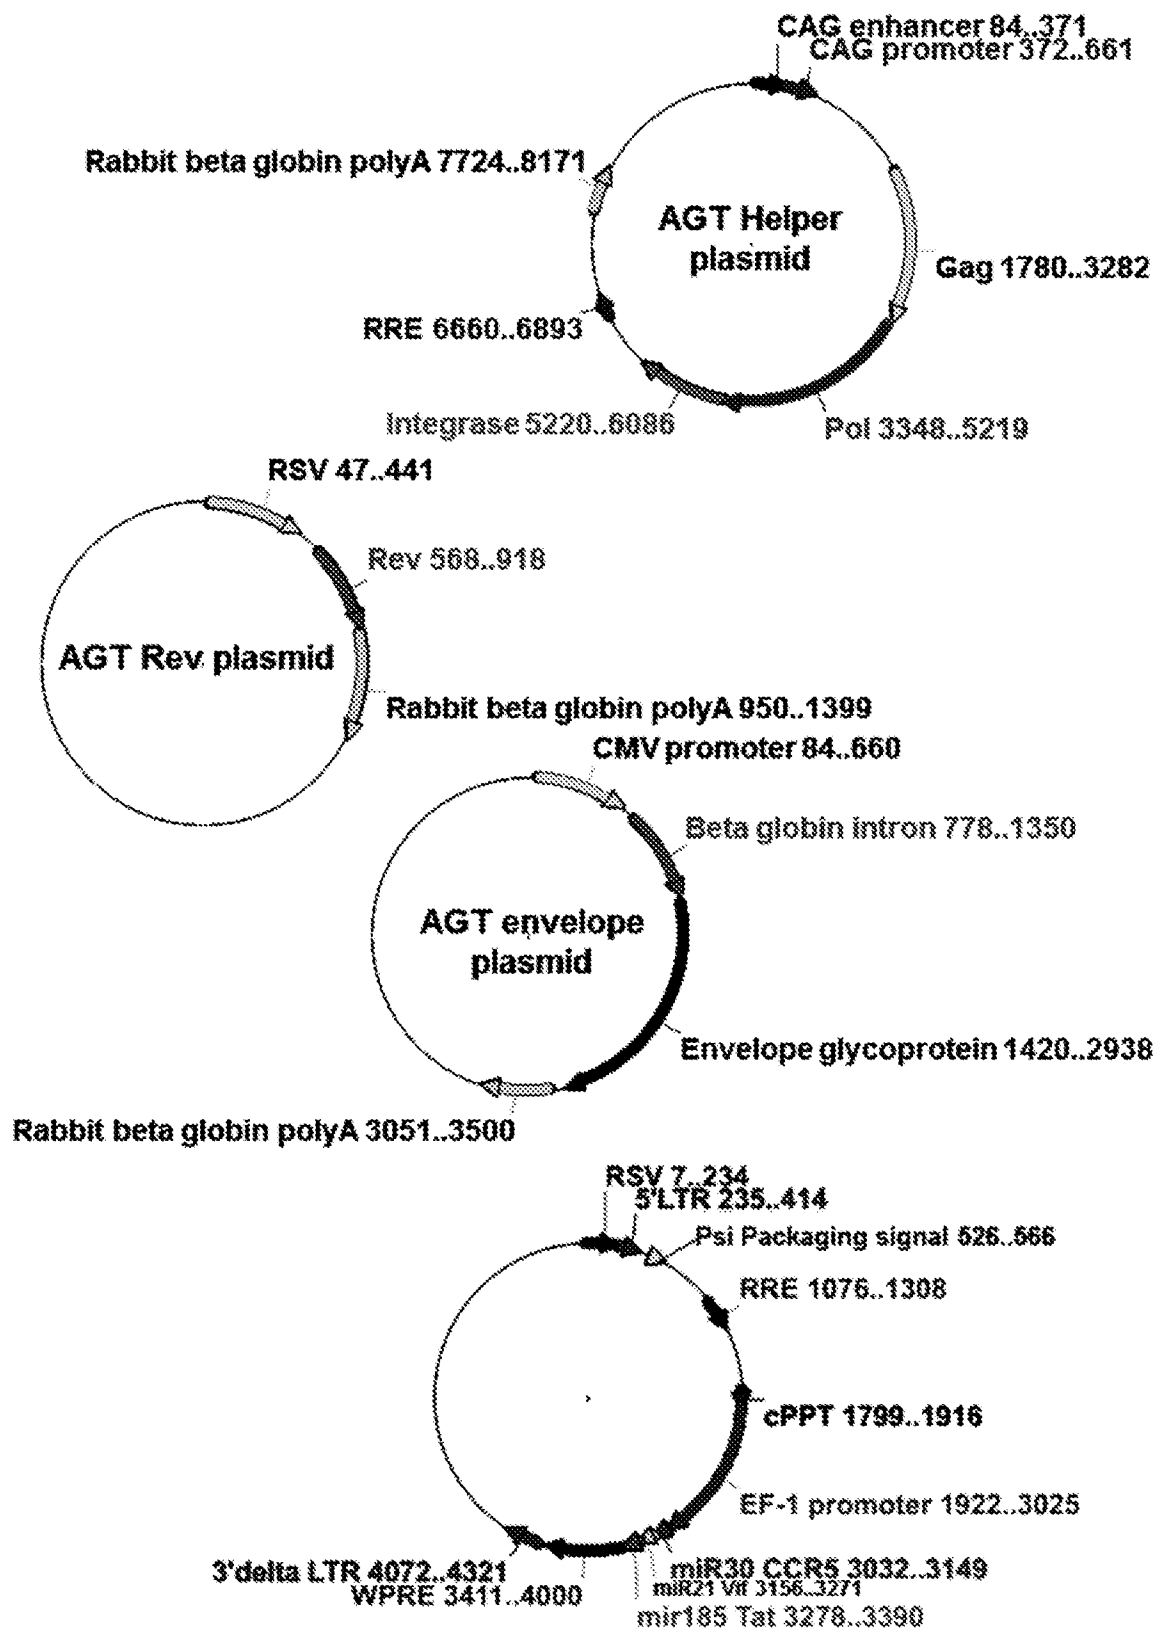 CAG enhancer 84..371
CAG promoter 372..661
Rabbit beta globin polyA 7724..8171
AGT Helper
plasmid
Gag 1780..3282
RRE 6660..6893
Integrase 5220..6086
Pol 3348..5219
RSV 47..441
Rev 568..918
AGT Rev plasmid
Rabbit beta globin polyA 950..1399
CMV promoter 84..660
Beta globin intron 778..1350
AGT envelope
plasmid
Envelope glycoprotein 1420..2938
Rabbit beta globin polyA 3051..3500
RSV 7..234
5'LTR 235..414
Psi Packaging signal 526..566
RRE 1076..1308
cPPT 1799..1916
EF-1 promoter 1922..3025
miR30 CCR5 3032..3149
3'delta LTR 4072..4321
miR21 Vif 3156..3271
WPRE 3411..4000
mir185 Tat 3278..3390